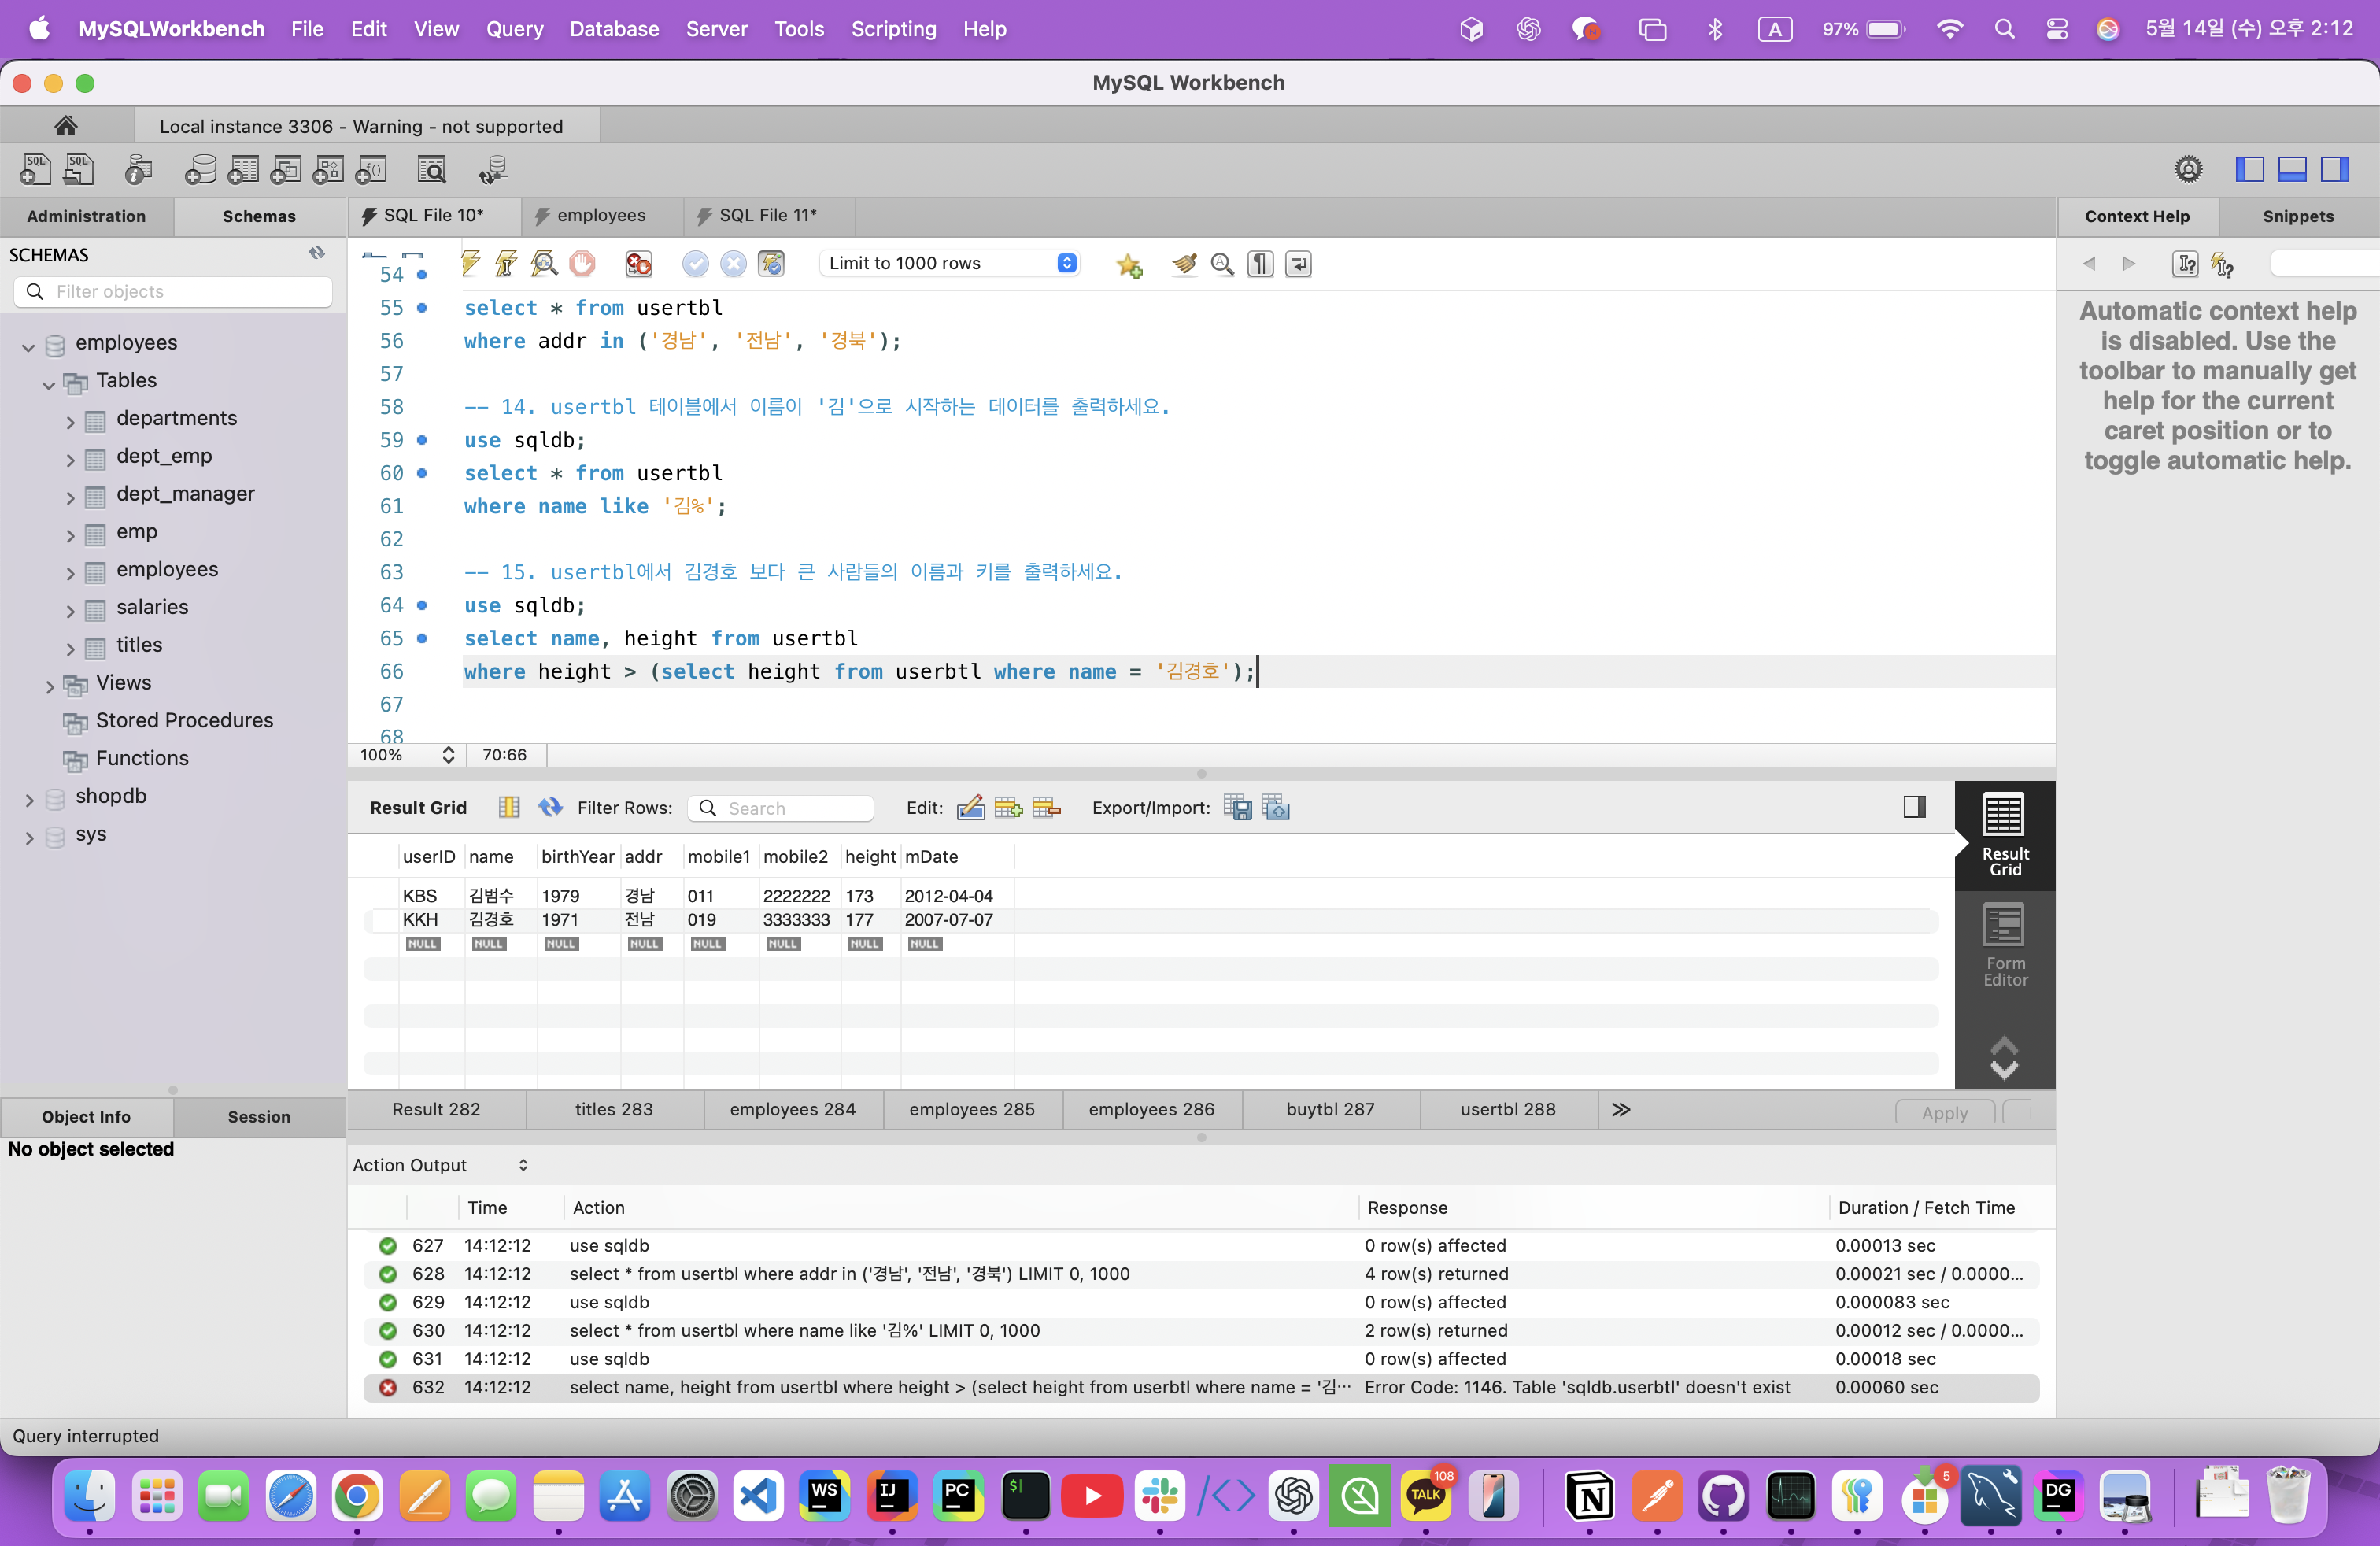 MySQLWorkbench File Edit View Query Database Server Tools Scripting Help
A 97% 5월 14일 (수) 오후 2:12
MySQL Workbench
Local instance 3306 - Warning - not supported
Administration Schemas
SQL File 10* employees SQL File 11*
Context Help Snippets
SCHEMAS
Filter objects
employees
Tables
departments
dept_emp
dept_manager
emp
employees
salaries
titles
Views
Stored Procedures
Functions
shopdb
sys
Object Info Session
No object selected
Limit to 1000 rows
54
55 select * from usertbl
56 where addr in ('경남', '전남', '경북');
57
58 -- 14. usertbl 테이블에서 이름이 '김'으로 시작하는 데이터를 출력하세요.
59 use sqldb;
60 select * from usertbl
61 where name like '김%';
62
63 -- 15. usertbl에서 김경호 보다 큰 사람들의 이름과 키를 출력하세요.
64 use sqldb;
65 select name, height from usertbl
66 where height > (select height from userbtl where name = '김경호');
67
68
100% 70:66
Automatic context help
is disabled. Use the
toolbar to manually get
help for the current
caret position or to
toggle automatic help.
Result Grid Filter Rows: Search Edit: Export/Import:
userID name birthYear addr mobile1 mobile2 height mDate
KBS 김범수 1979 경남 011 2222222 173 2012-04-04
KKH 김경호 1971 전남 019 3333333 177 2007-07-07
NULL NULL NULL NULL NULL NULL NULL NULL
Result
Grid
Form
Editor
Result 282 titles 283 employees 284 employees 285 employees 286 buytbl 287 usertbl 288 Apply
Action Output
Time Action Response Duration / Fetch Time
627 14:12:12 use sqldb 0 row(s) affected 0.00013 sec
628 14:12:12 select * from usertbl where addr in ('경남', '전남', '경북') LIMIT 0, 1000 4 row(s) returned 0.00021 sec / 0.0000...
629 14:12:12 use sqldb 0 row(s) affected 0.000083 sec
630 14:12:12 select * from usertbl where name like '김%' LIMIT 0, 1000 2 row(s) returned 0.00012 sec / 0.0000...
631 14:12:12 use sqldb 0 row(s) affected 0.00018 sec
632 14:12:12 select name, height from usertbl where height > (select height from userbtl where name = '김… Error Code: 1146. Table 'sqldb.userbtl' doesn't exist 0.00060 sec
Query interrupted
WS IJ PC $ TALK 108 5 DG